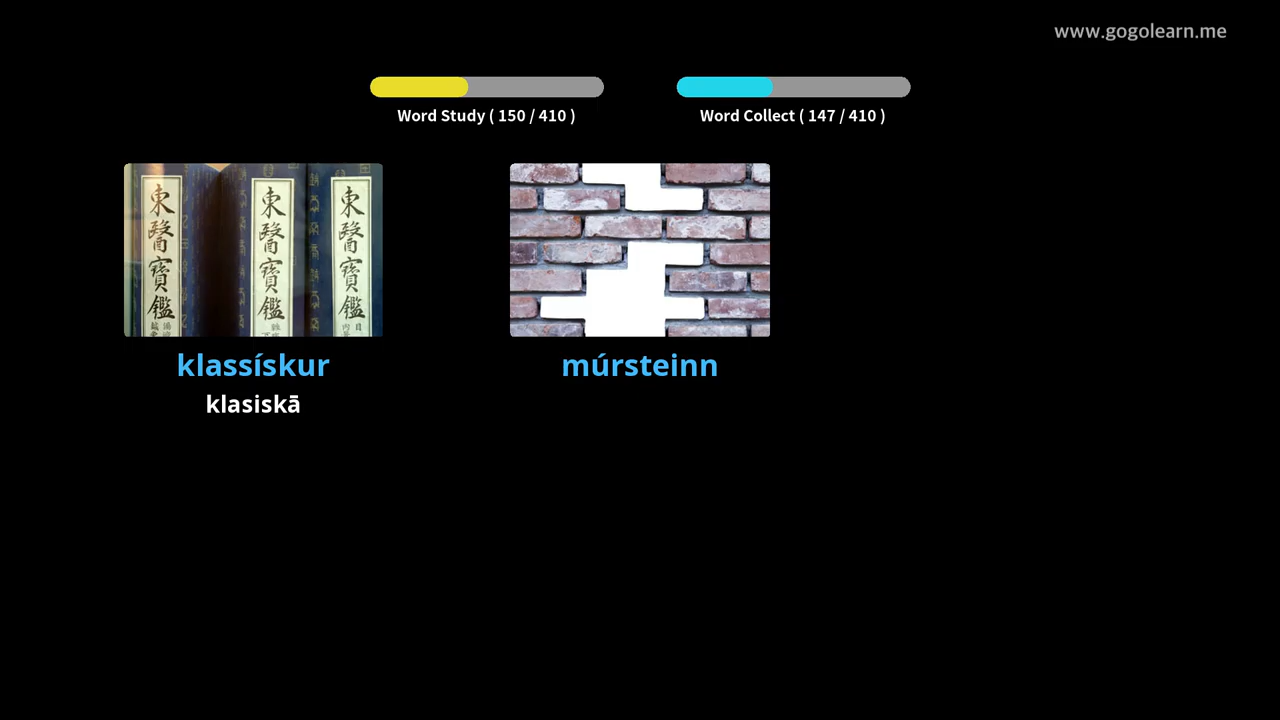 www.gogolearn.me
Word Study ( 150 / 410 )
Word Collect ( 147 / 410 )
東醫寶鑑
東醫寶鑑
東醫寶鑑
klassískur
múrsteinn
klasiskā